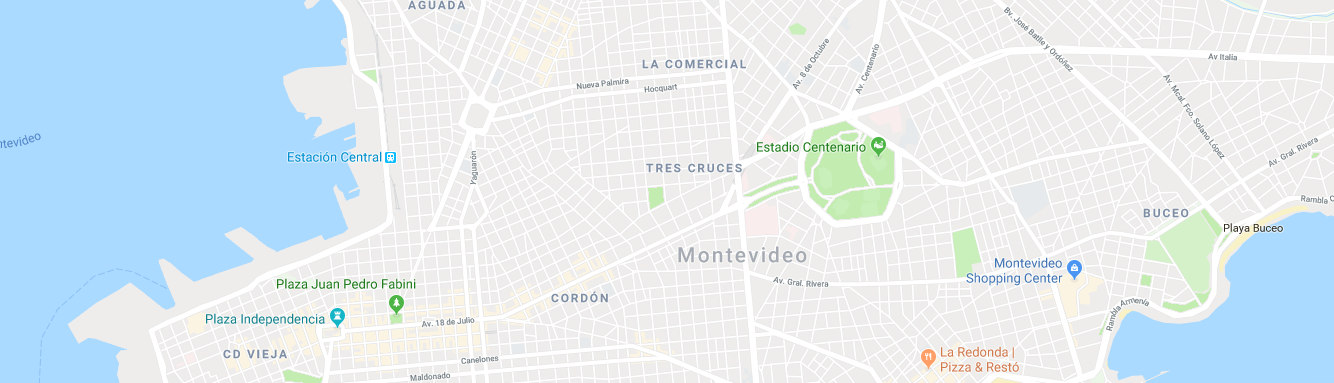 AGUADA
Bv. José Batlle y Ordóñez
Av. 8 de Octubre
Av. Centenario
Av Italia
LA COMERCIAL
Nueva Palmira
Hocquart
Av. Mcal. Fco. Solano López
ntevideo
Estación Central
Yaguarón
Estadio Centenario
Av. Gral. Rivera
TRES CRUCES
Rambla
BUCEO
Playa Buceo
Montevideo
Montevideo
Shopping Center
Plaza Juan Pedro Fabini
Av. Gral. Rivera
CORDÓN
Rambla Armenia
Plaza Independencia
Av. 18 de Julio
CD VIEJA
Canelones
La Redonda |
Pizza & Restó
Maldonado